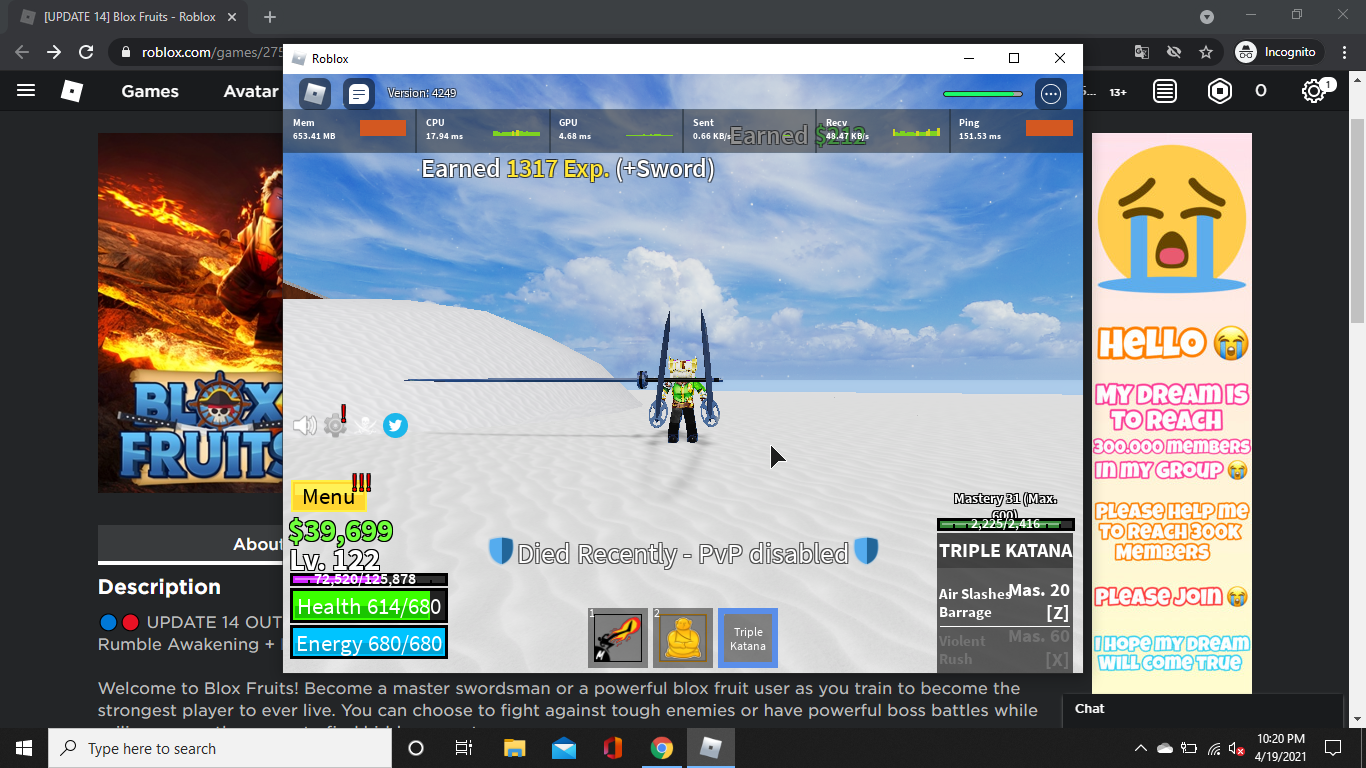 [UPDATE 14] Blox Fruits - Roblox
roblox.com/games/275
Incognito
Roblox
Games
Avatar
5...
13+
0
1
Version: 4249
Mem
653.41 MB
CPU
17.94 ms
GPU
4.68 ms
Sent
0.66 KB/s
Recv
48.47 KB/s
Ping
151.53 ms
Earned $212
Earned 1317 Exp. (+Sword)
BLOX
FRUITS
!
!!!
Menu
$39,699
Lv. 122
72,520/125,878
Health 614/680
Energy 680/680
Died Recently - PvP disabled
1
2
Triple
Katana
Mastery 31 (Max.
600)
2,225/2,416
TRIPLE KATANA
Air Slashes
Barrage
Mas. 20
[Z]
Violent
Rush
Mas. 60
[X]
HELLO 😭
MY DREAM IS
TO REACH
300.000 MEMBERS
IN MY GROUP 😭
PLEASE HELP ME
TO REACH 300K
MEMBERS
PLEASE JOIN 😭
I HOPE MY DREAM
WILL COME TRUE
About
Description
🔵🔴 UPDATE 14 OUT
Rumble Awakening +
Welcome to Blox Fruits! Become a master swordsman or a powerful blox fruit user as you train to become the
strongest player to ever live. You can choose to fight against tough enemies or have powerful boss battles while
Chat
Type here to search
10:20 PM
4/19/2021